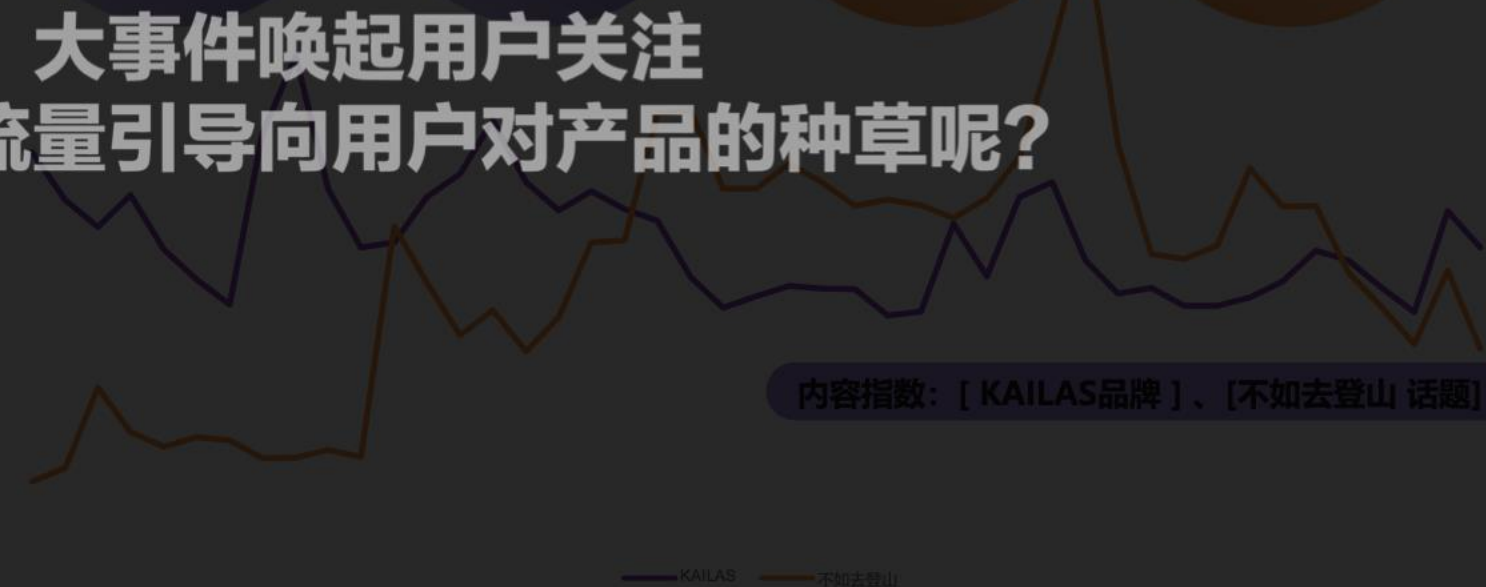 大事件唤起用户关注
流量引导向用户对产品的种草呢?
内容指数: [ KAILAS品牌 ] 、[不如去登山 话题]
KAILAS
不如去登山